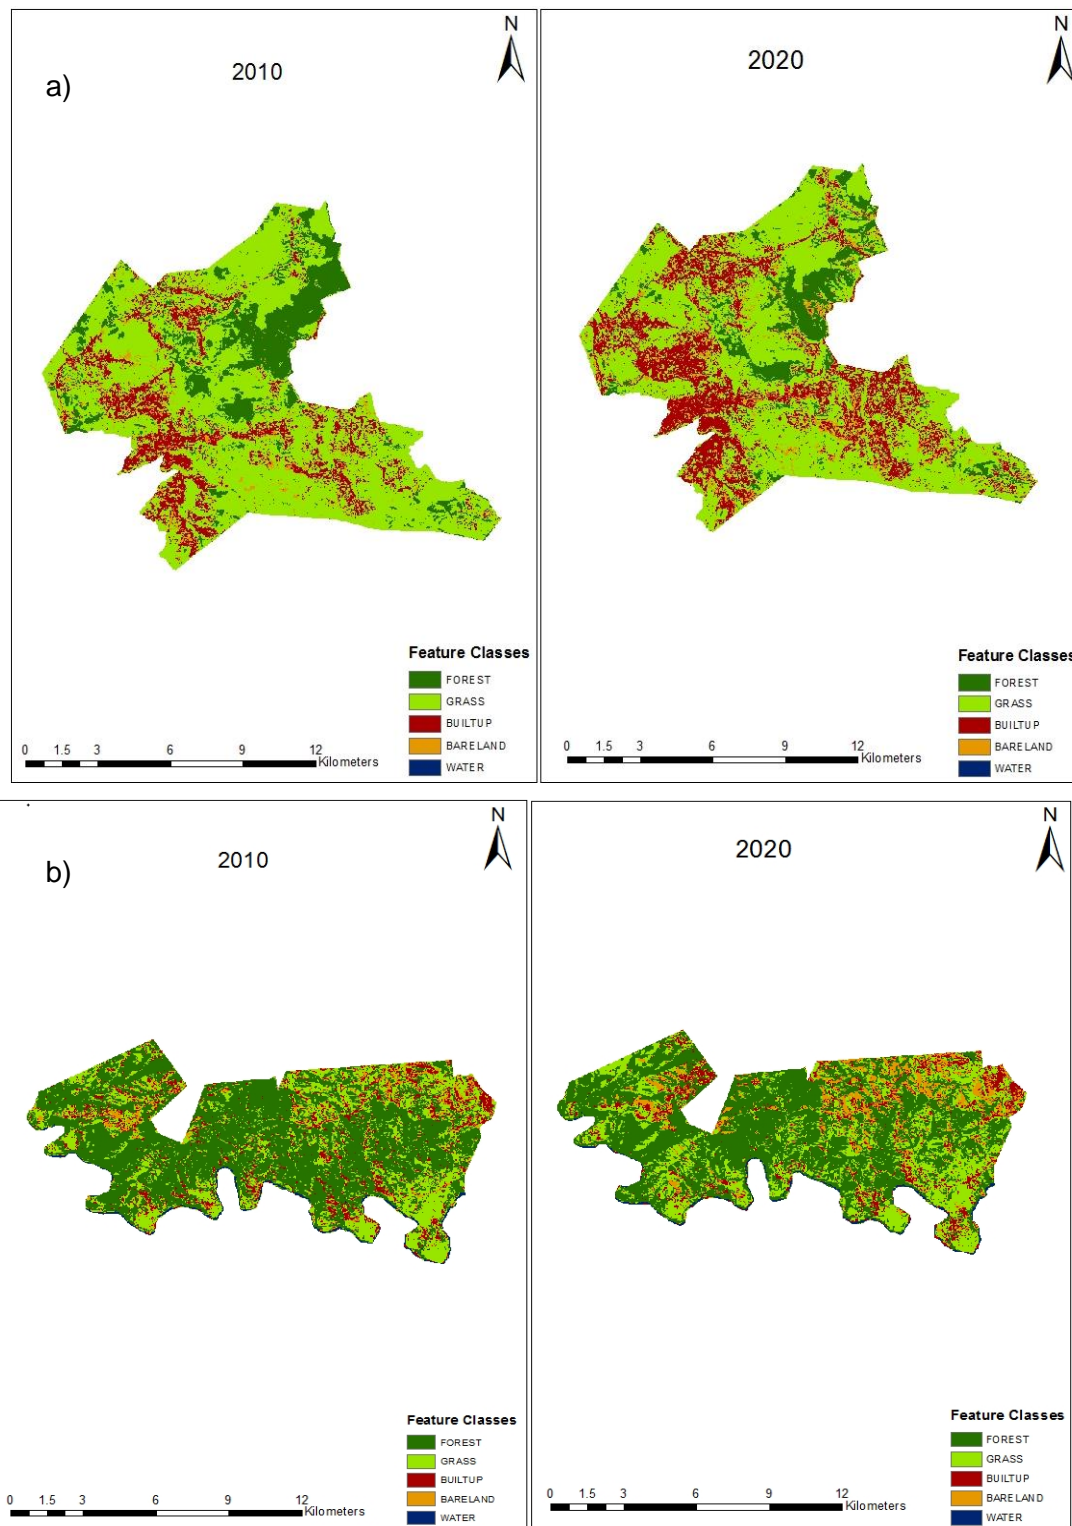 N
2010
a)
Feature Classes
FOREST
GRASS
BUILTUP
BARELAND
WATER
0 1.5 3 6 9 12
Kilometers
N
2020
Feature Classes
FOREST
GRASS
BUILTUP
BARELAND
WATER
0 1.5 3 6 9 12
Kilometers
N
2010
b)
Feature Classes
FOREST
GRASS
BUILTUP
BARELAND
WATER
0 1.5 3 6 9 12
Kilometers
N
2020
Feature Classes
FOREST
GRASS
BUILTUP
BARELAND
WATER
0 1.5 3 6 9 12
Kilometers